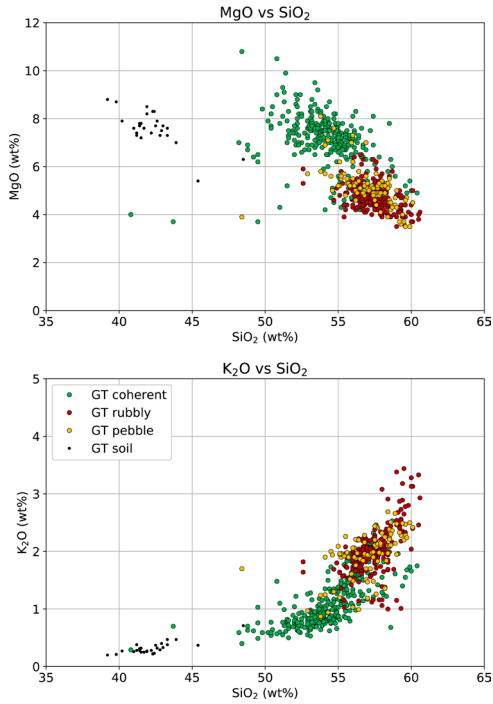 MgO vs SiO₂
12
10
8
6
4
2
0
MgO (wt%)
35 40 45 50 55 60 65
SiO₂ (wt%)
K₂O vs SiO₂
5
4
3
2
1
0
K₂O (wt%)
GT coherent
GT rubbly
GT pebble
GT soil
35 40 45 50 55 60 65
SiO₂ (wt%)